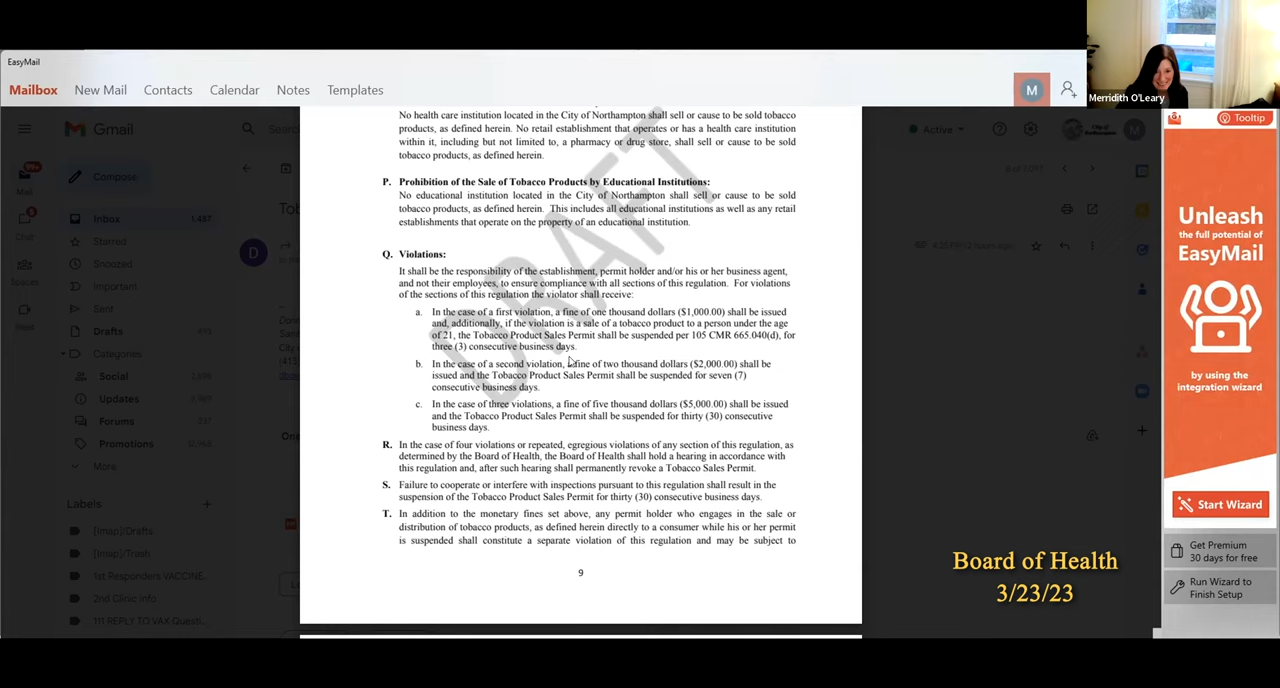 EasyMail
Mailbox
New Mail
Contacts
Calendar
Notes
Templates
M
Merridith O'Leary
Gmail
Active
M
99+
Mail
Chat
Spaces
Compose
Inbox 1,487
Starred
Snoozed
Important
Sent
Drafts
Categories
Social
Updates
Forums
Promotions
More
Labels
[Imap]/Drafts
[Imap]/Trash
1st Responders VACCINE...
2nd Clinic Info
111 REPLY TO VAX Questi...
D
DRAFT
No health care institution located in the City of Northampton shall sell or cause to be sold tobacco
products, as defined herein. No retail establishment that operates or has a health care institution
within it, including but not limited to, a pharmacy or drug store, shall sell or cause to be sold
tobacco products, as defined herein.
P. Prohibition of the Sale of Tobacco Products by Educational Institutions:
No educational institution located in the City of Northampton shall sell or cause to be sold
tobacco products, as defined herein. This includes all educational institutions as well as any retail
establishments that operate on the property of an educational institution.
Q. Violations:
It shall be the responsibility of the establishment, permit holder and/or his or her business agent,
and not their employees, to ensure compliance with all sections of this regulation. For violations
of the sections of this regulation the violator shall receive:
a. In the case of a first violation, a fine of one thousand dollars ($1,000.00) shall be issued
and, additionally, if the violation is a sale of a tobacco product to a person under the age
of 21, the Tobacco Product Sales Permit shall be suspended per 105 CMR 665.040(d), for
three (3) consecutive business days.
b. In the case of a second violation, a fine of two thousand dollars ($2,000.00) shall be
issued and the Tobacco Product Sales Permit shall be suspended for seven (7)
consecutive business days.
c. In the case of three violations, a fine of five thousand dollars ($5,000.00) shall be issued
and the Tobacco Product Sales Permit shall be suspended for thirty (30) consecutive
business days.
R. In the case of four violations or repeated, egregious violations of any section of this regulation, as
determined by the Board of Health, the Board of Health shall hold a hearing in accordance with
this regulation and, after such hearing shall permanently revoke a Tobacco Sales Permit.
S. Failure to cooperate or interfere with inspections pursuant to this regulation shall result in the
suspension of the Tobacco Product Sales Permit for thirty (30) consecutive business days.
T. In addition to the monetary fines set above, any permit holder who engages in the sale or
distribution of tobacco products, as defined herein directly to a consumer while his or her permit
is suspended shall constitute a separate violation of this regulation and may be subject to
9
Tooltip
Unleash
the full potential of
EasyMail
by using the
integration wizard
Start Wizard
Get Premium
30 days for free
Run Wizard to
Finish Setup
Board of Health
3/23/23